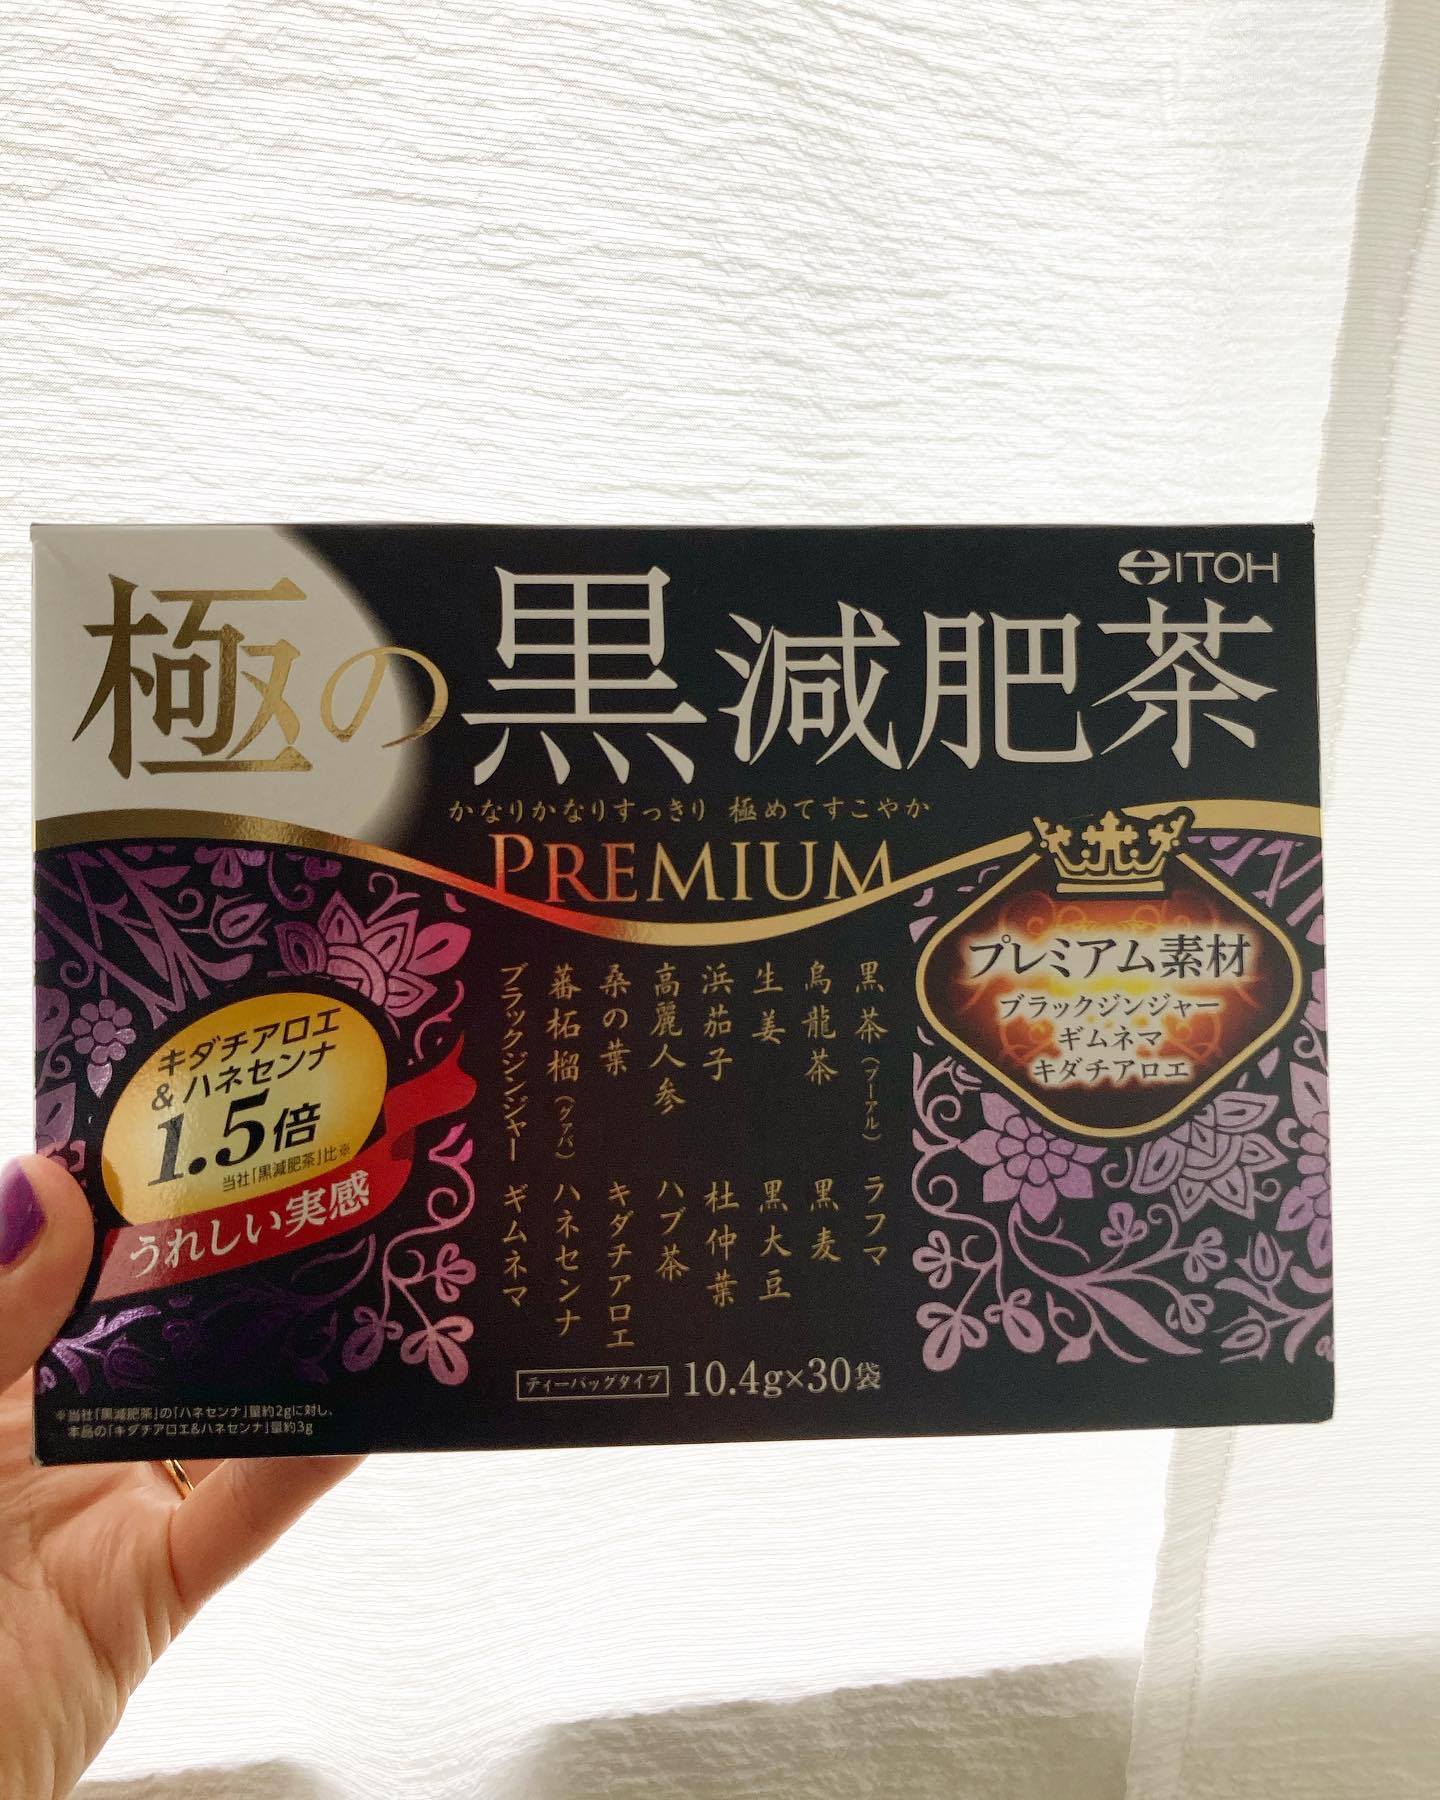 ITOH
極の黒減肥茶
かなりかなりすっきり 極めてすこやか
PREMIUM
プレミアム素材
ブラックジンジャー
ギムネマ
キダチアロエ
黒茶(プーアル)
烏龍茶
生姜
浜茄子
高麗人参
桑の葉
蕃柘榴(グァバ)
ブラックジンジャー
ラフマ
黒麦
黒大豆
杜仲葉
ハブ茶
キダチアロエ
ハネセンナ
ギムネマ
キダチアロエ
&ハネセンナ
1.5倍
当社「黒減肥茶」比※
うれしい実感
ティーバッグタイプ 10.4g×30袋
※当社「黒減肥茶」の「ハネセンナ」量約2gに対し、
本品の「キダチアロエ&ハネセンナ」量約3g